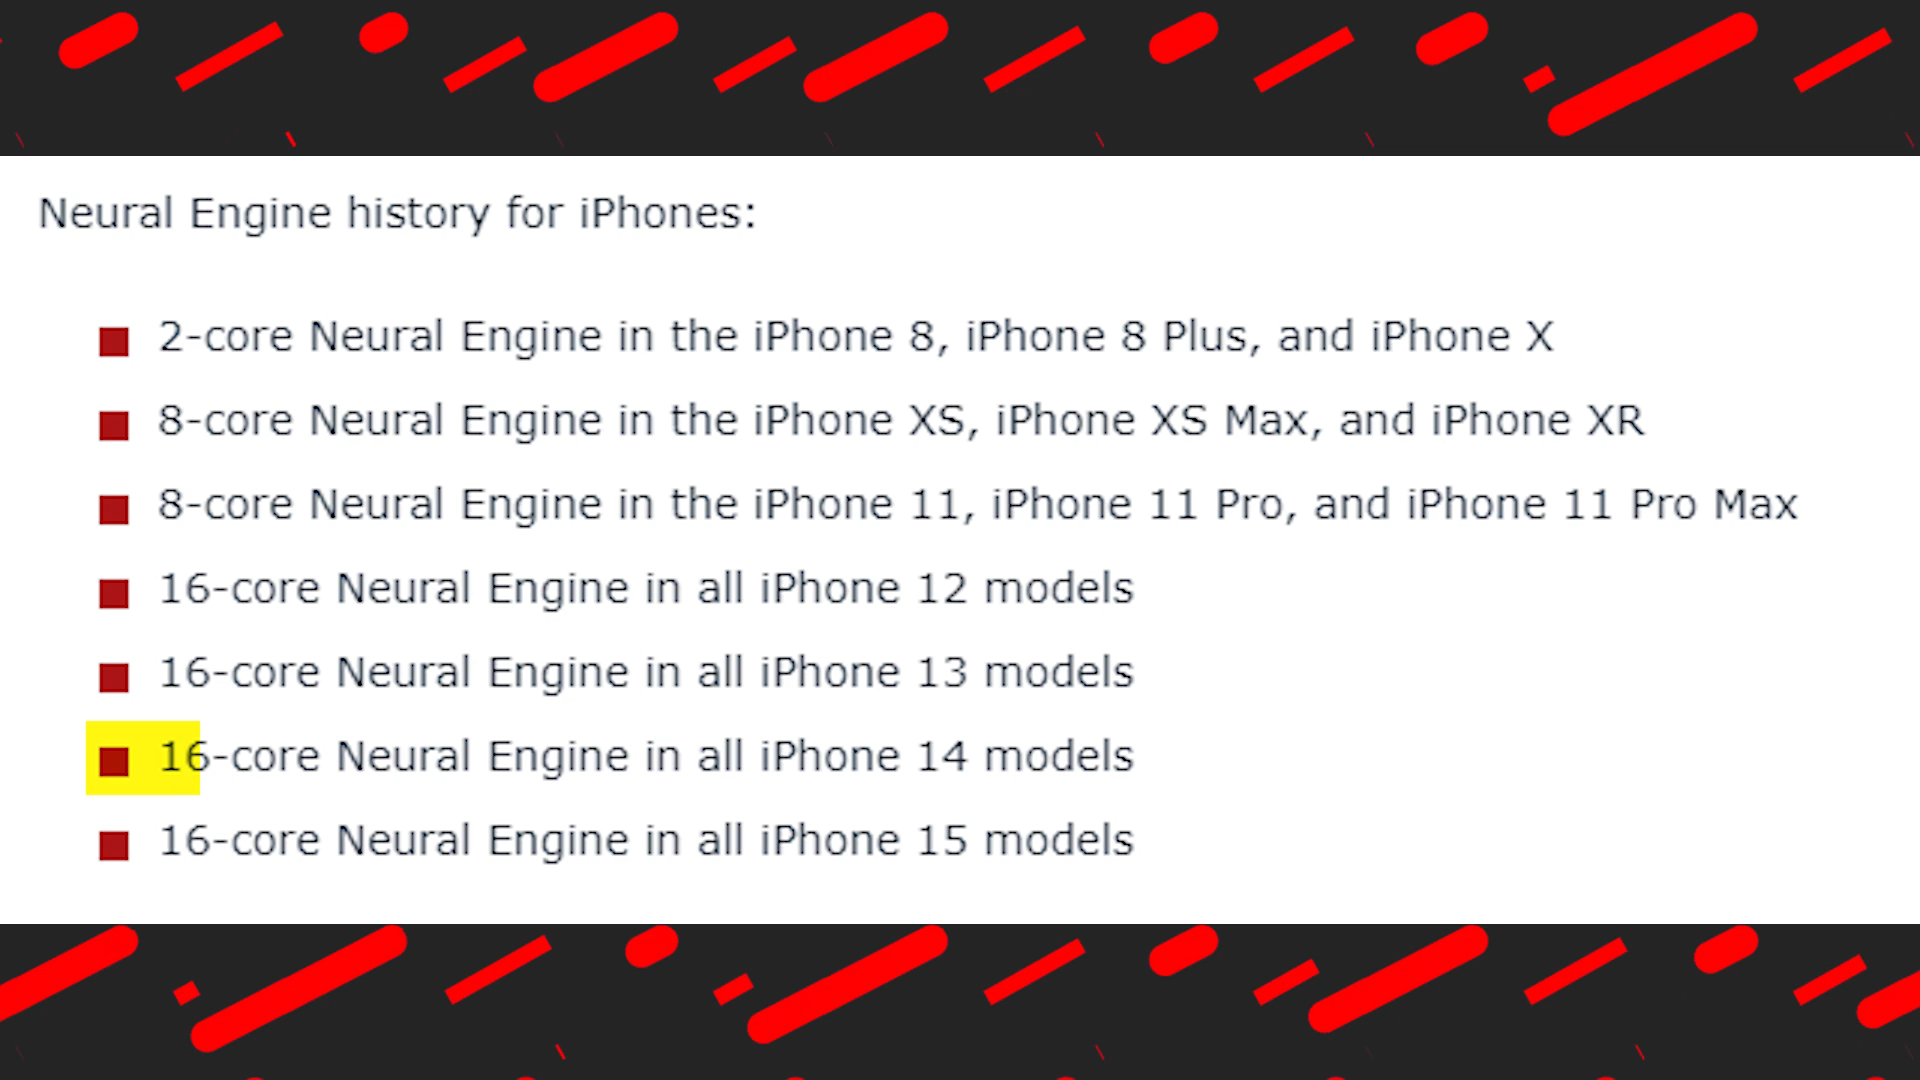 Neural Engine history for iPhones:
2-core Neural Engine in the iPhone 8, iPhone 8 Plus, and iPhone X
8-core Neural Engine in the iPhone XS, iPhone XS Max, and iPhone XR
8-core Neural Engine in the iPhone 11, iPhone 11 Pro, and iPhone 11 Pro Max
16-core Neural Engine in all iPhone 12 models
16-core Neural Engine in all iPhone 13 models
16-core Neural Engine in all iPhone 14 models
16-core Neural Engine in all iPhone 15 models